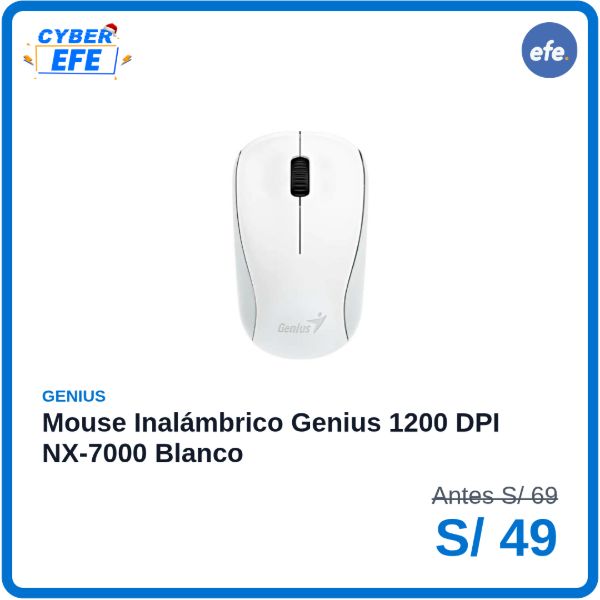 CYBER
EFE
efe.
Genius
GENIUS
Mouse Inalámbrico Genius 1200 DPI
NX-7000 Blanco
Antes S/ 69
S/ 49